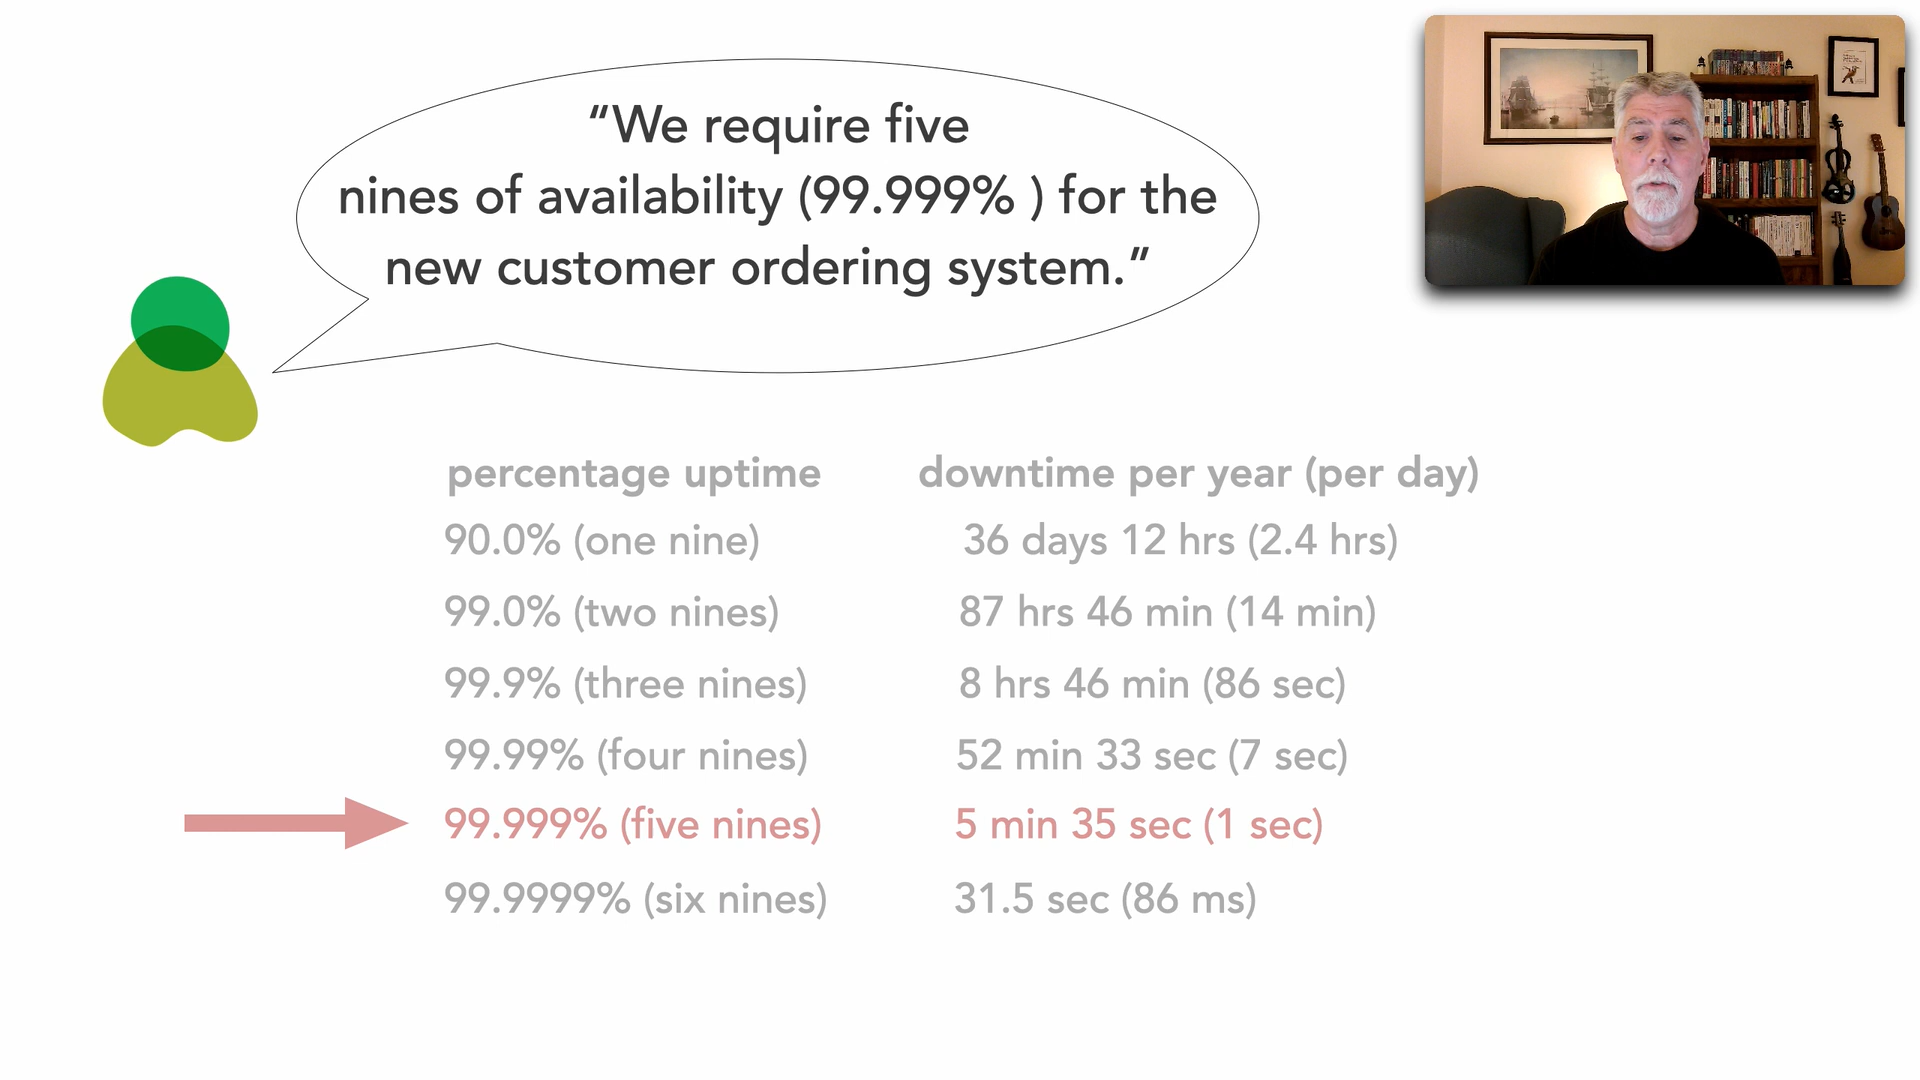 “We require five
nines of availability (99.999% ) for the
new customer ordering system.”
percentage uptime downtime per year (per day)
90.0% (one nine) 36 days 12 hrs (2.4 hrs)
99.0% (two nines) 87 hrs 46 min (14 min)
99.9% (three nines) 8 hrs 46 min (86 sec)
99.99% (four nines) 52 min 33 sec (7 sec)
99.999% (five nines) 5 min 35 sec (1 sec)
99.9999% (six nines) 31.5 sec (86 ms)